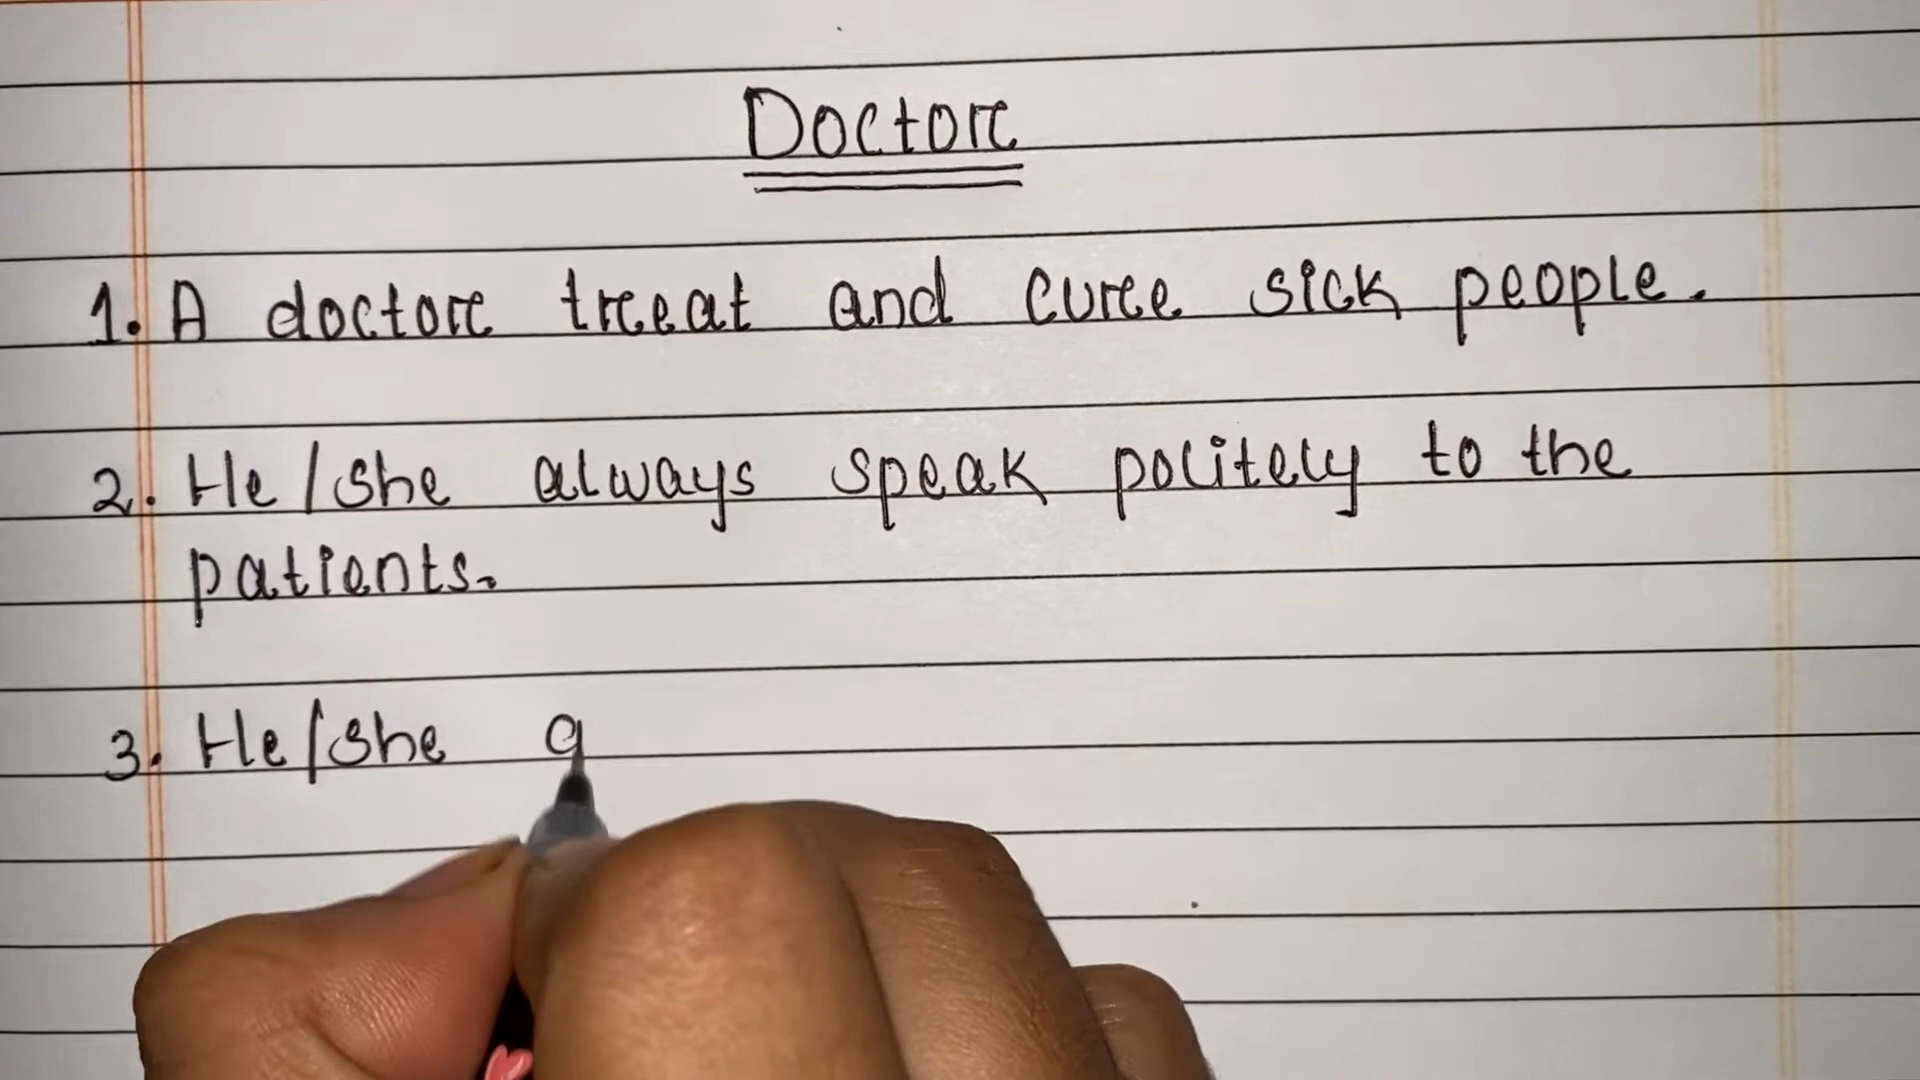 Doctor
1. A doctor treat and cure sick people.
2. He/she always speak politely to the
patients.
3. He/she